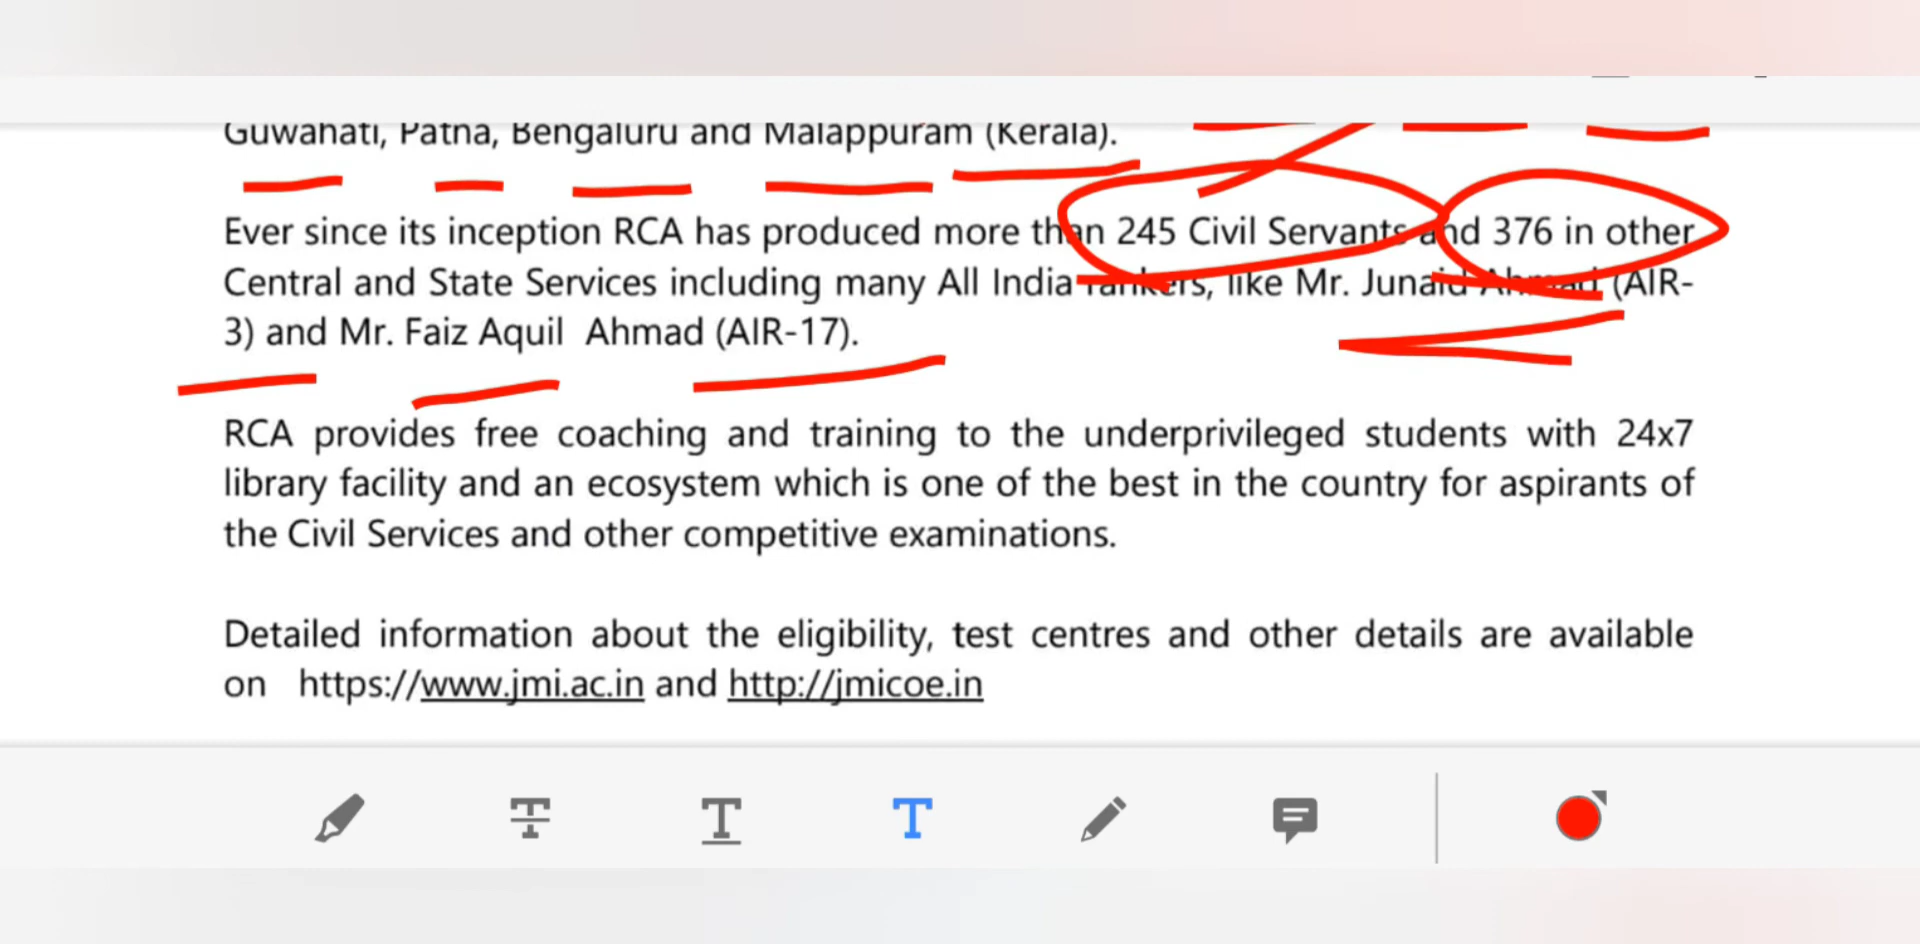 Guwahati, Patna, Bengaluru and Malappuram (Kerala).
Ever since its inception RCA has produced more than 245 Civil Servants and 376 in other
Central and State Services including many All India rankers, like Mr. Junaid Ahmad (AIR-
3) and Mr. Faiz Aquil Ahmad (AIR-17).
RCA provides free coaching and training to the underprivileged students with 24x7
library facility and an ecosystem which is one of the best in the country for aspirants of
the Civil Services and other competitive examinations.
Detailed information about the eligibility, test centres and other details are available
on https://www.jmi.ac.in and http://jmicoe.in